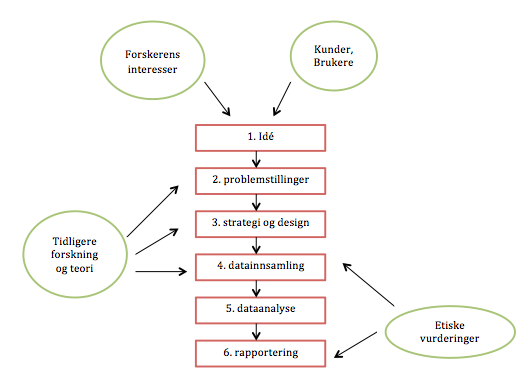 Forskerens
interesser
Kunder,
Brukere
1. Idé
2. problemstillinger
3. strategi og design
Tidligere
forskning
og teori
4. datainnsamling
5. dataanalyse
Etiske
vurderinger
6. rapportering